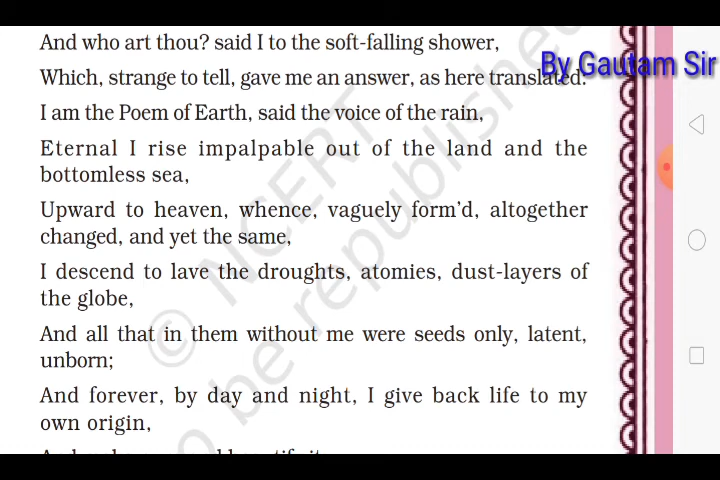 And who art thou? said I to the soft-falling shower,
By Gautam Sir
Which, strange to tell, gave me an answer, as here translated:
I am the Poem of Earth, said the voice of the rain,
Eternal I rise impalpable out of the land and the
bottomless sea,
Upward to heaven, whence, vaguely form'd, altogether
changed, and yet the same,
I descend to lave the droughts, atomies, dust-layers of
the globe,
And all that in them without me were seeds only, latent,
unborn;
And forever, by day and night, I give back life to my
own origin,
© NCERT
o be republished